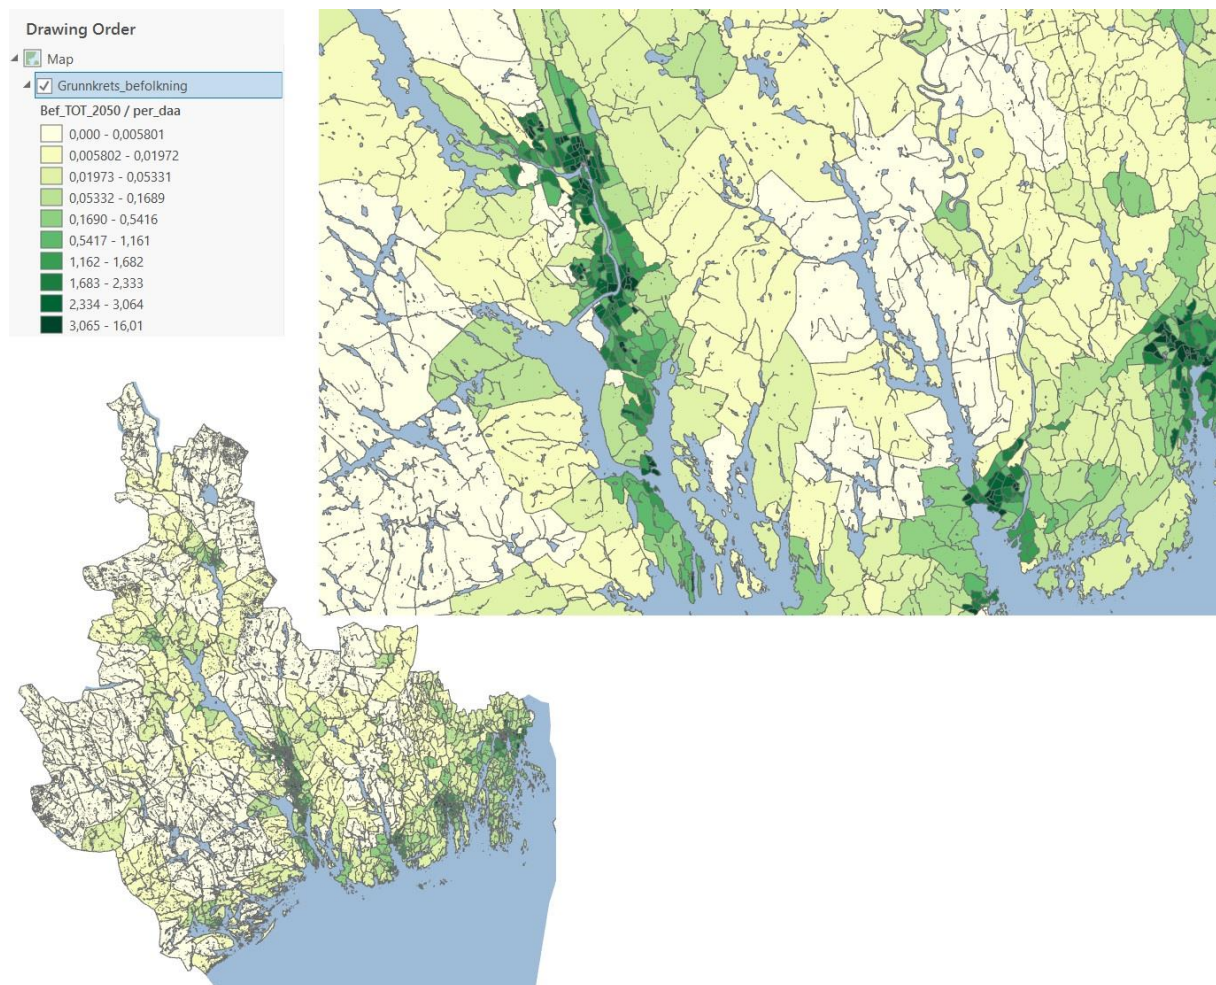 Drawing Order
Map
Grunnkrets_befolkning
Bef_TOT_2050 / per_daa
0,000 - 0,005801
0,005802 - 0,01972
0,01973 - 0,05331
0,05332 - 0,1689
0,1690 - 0,5416
0,5417 - 1,161
1,162 - 1,682
1,683 - 2,333
2,334 - 3,064
3,065 - 16,01